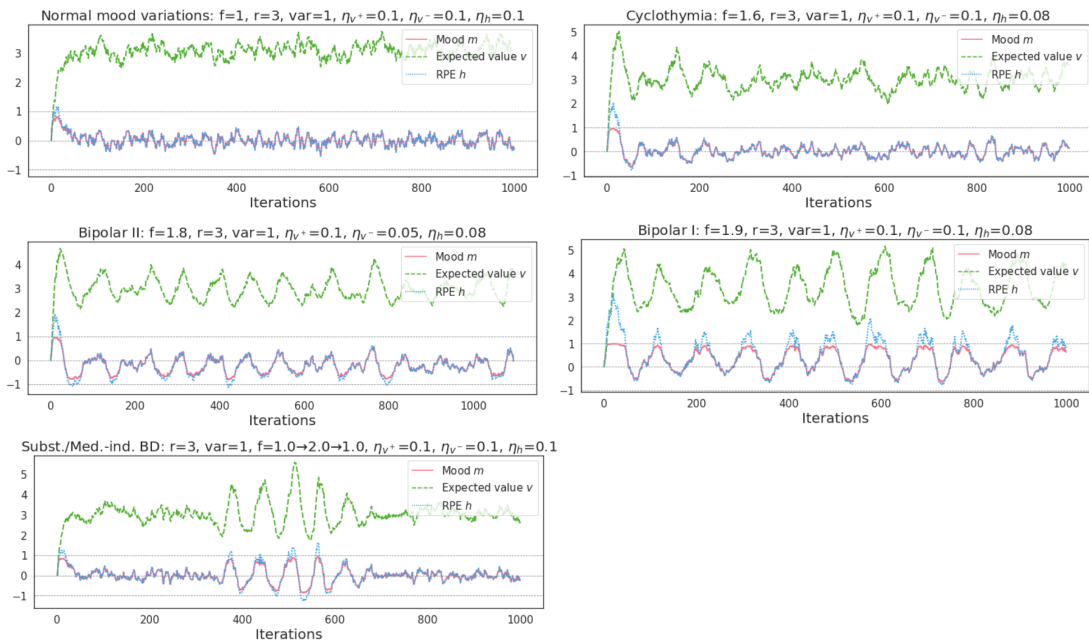 Normal mood variations: f=1, r=3, var=1, ηv⁺=0.1, ηv⁻=0.1, ηh=0.1
Mood m
Expected value v
RPE h
3
2
1
0
−1
0
200
400
600
800
1000
Iterations
Cyclothymia: f=1.6, r=3, var=1, ηv⁺=0.1, ηv⁻=0.1, ηh=0.08
Mood m
Expected value v
RPE h
5
4
3
2
1
0
−1
0
200
400
600
800
1000
Iterations
Bipolar II: f=1.8, r=3, var=1, ηv⁺=0.1, ηv⁻=0.05, ηh=0.08
Mood m
Expected value v
RPE h
4
3
2
1
0
−1
0
200
400
600
800
1000
Iterations
Bipolar I: f=1.9, r=3, var=1, ηv⁺=0.1, ηv⁻=0.1, ηh=0.08
Mood m
Expected value v
RPE h
5
4
3
2
1
0
−1
0
200
400
600
800
1000
Iterations
Subst./Med.-ind. BD: r=3, var=1, f=1.0→2.0→1.0, ηv⁺=0.1, ηv⁻=0.1, ηh=0.1
Mood m
Expected value v
RPE h
5
4
3
2
1
0
−1
0
200
400
600
800
1000
Iterations